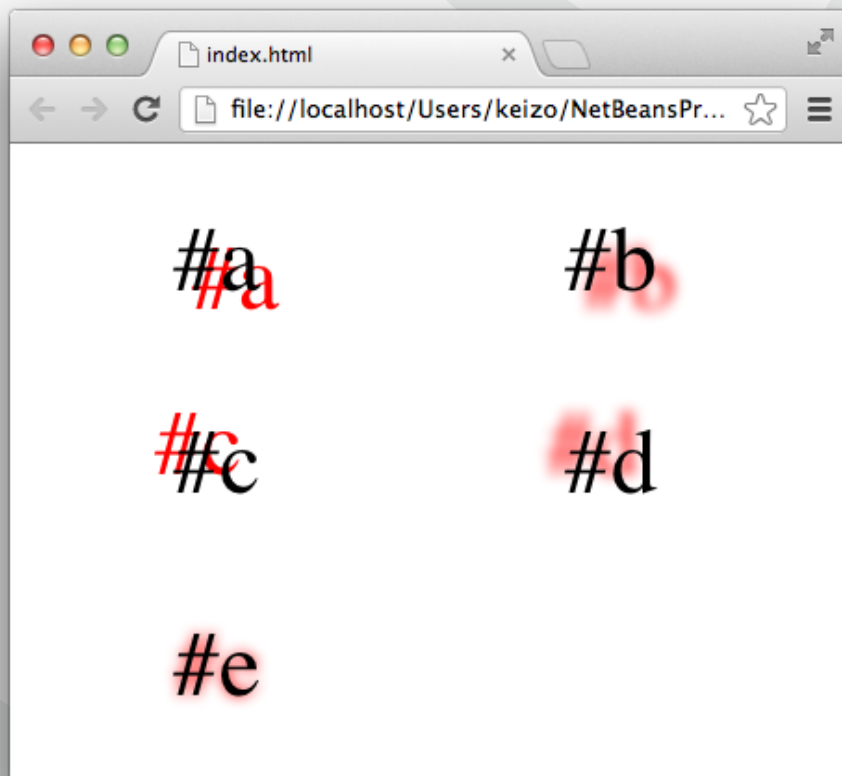 index.html
file://localhost/Users/keizo/NetBeansPr...
#a #b
#c #d
#e